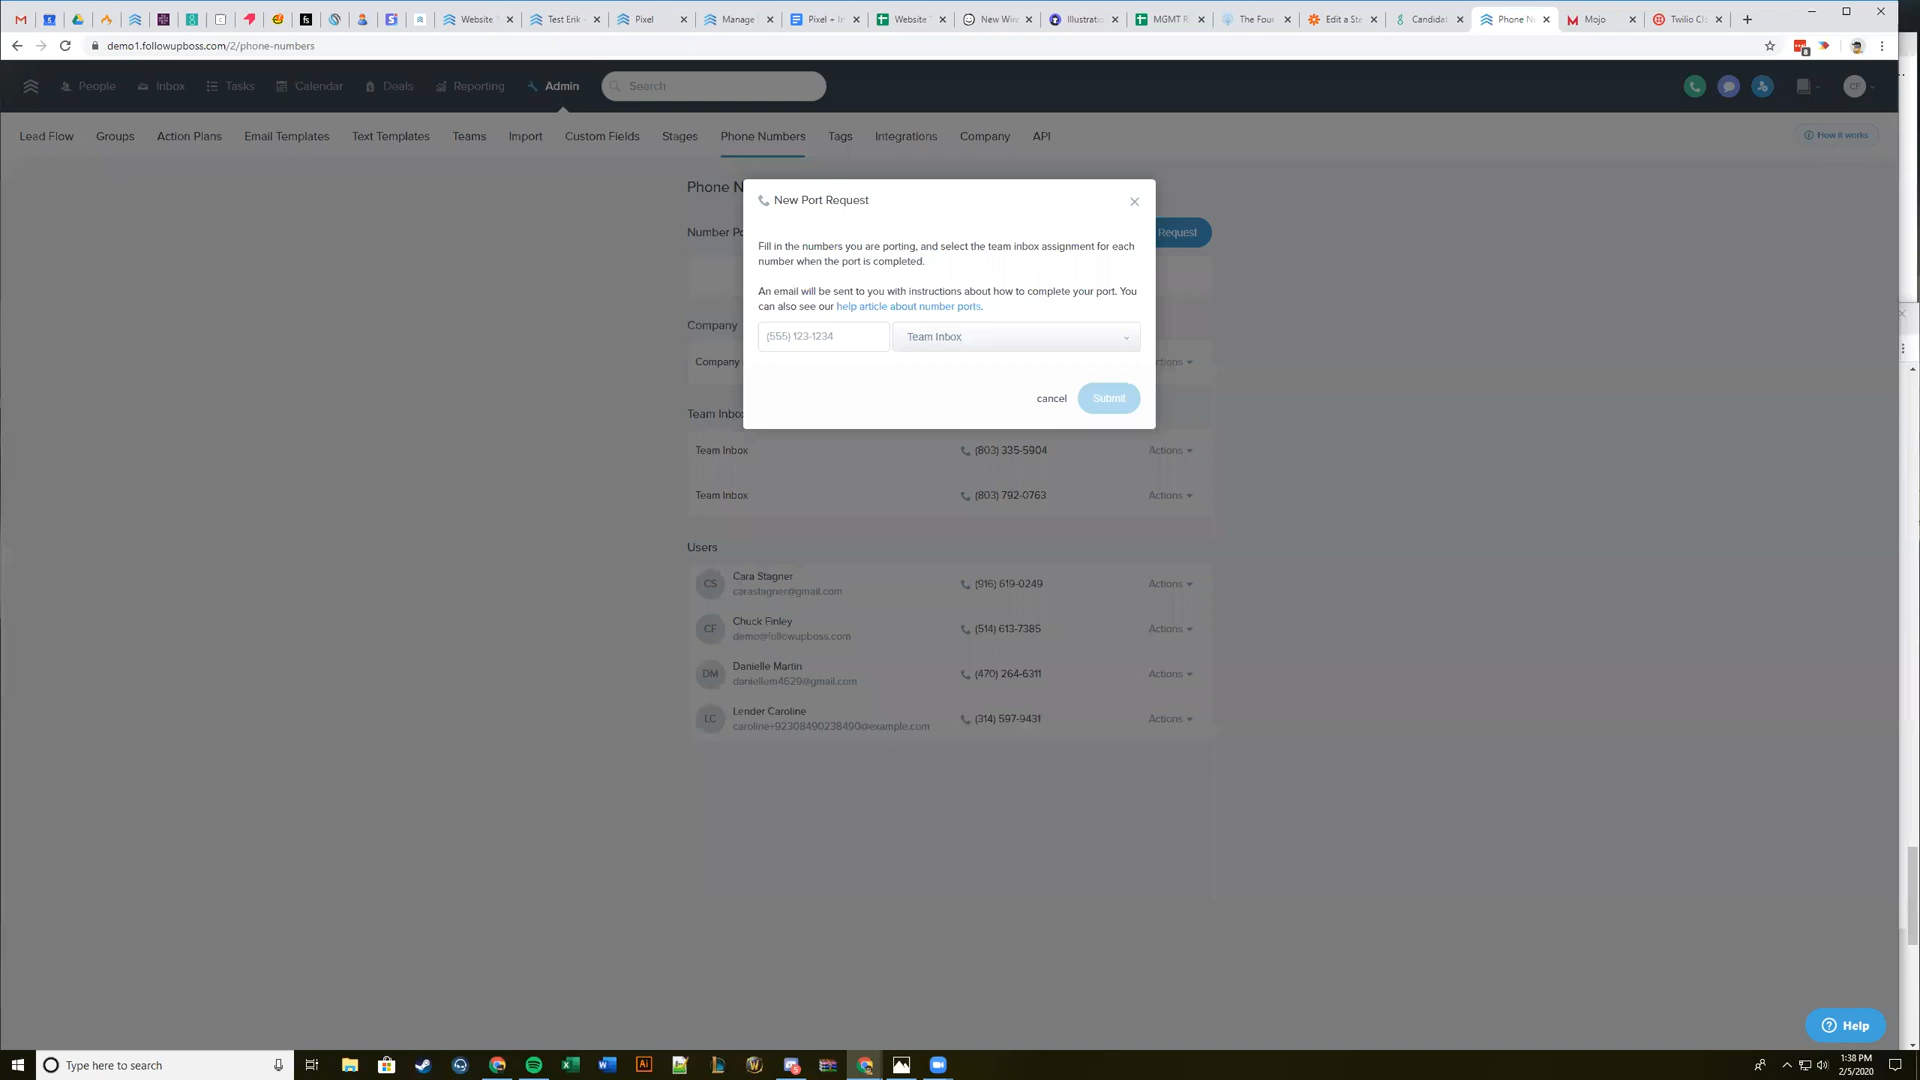 Website T
Test Erik -
Pixel
Manage
Pixel + In
Website T
New Wire
Illustratio
MGMT R
The Foun
Edit a Ste
Candidat
Phone Nu
Mojo
Twilio Cl
demo1.followupboss.com/2/phone-numbers
People
Inbox
Tasks
Calendar
Deals
Reporting
Admin
Search
CF
Lead Flow
Groups
Action Plans
Email Templates
Text Templates
Teams
Import
Custom Fields
Stages
Phone Numbers
Tags
Integrations
Company
API
How it works
Phone N
Number Po
Request
New Port Request
Fill in the numbers you are porting, and select the team inbox assignment for each
number when the port is completed.
An email will be sent to you with instructions about how to complete your port. You
can also see our help article about number ports.
(555) 123-1234
Team Inbox
cancel
Submit
Company
Company
Actions
Team Inbo
Team Inbox
(803) 335-5904
Actions
Team Inbox
(803) 792-0763
Actions
Users
CS
Cara Stagner
carastagner@gmail.com
(916) 619-0249
Actions
CF
Chuck Finley
demo@followupboss.com
(514) 613-7385
Actions
DM
Danielle Martin
daniellem4629@gmail.com
(470) 264-6311
Actions
LC
Lender Caroline
caroline+92308490238490@example.com
(314) 597-9431
Actions
Help
Type here to search
1:38 PM
2/5/2020